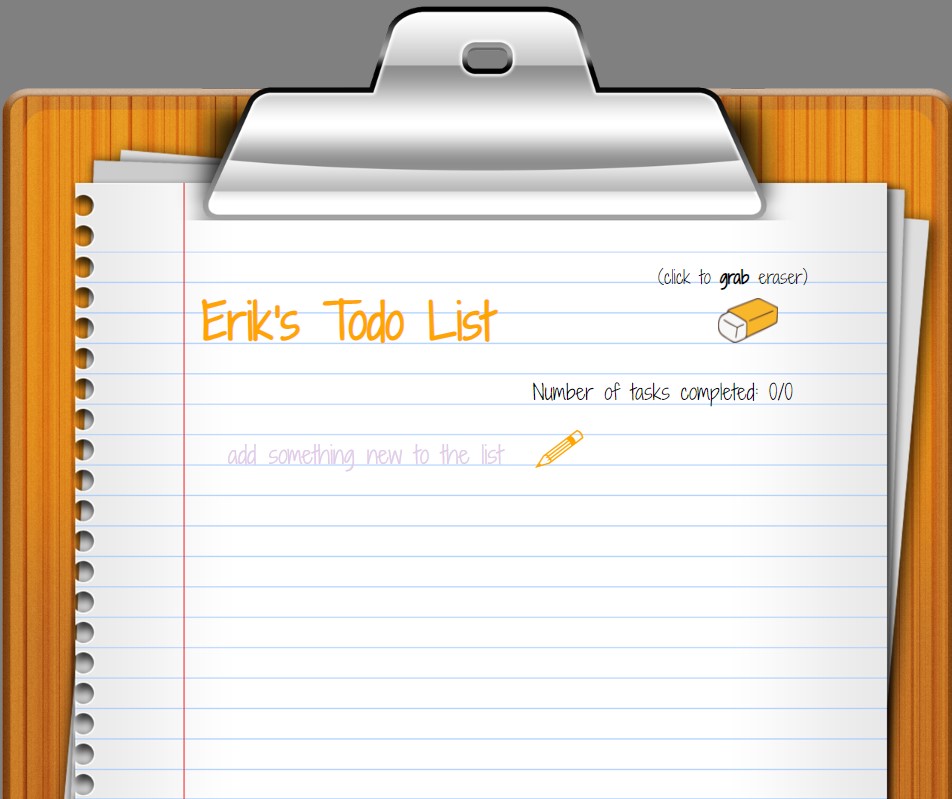 (click to grab eraser)
Erik's Todo List
Number of tasks completed: 0/0
add something new to the list